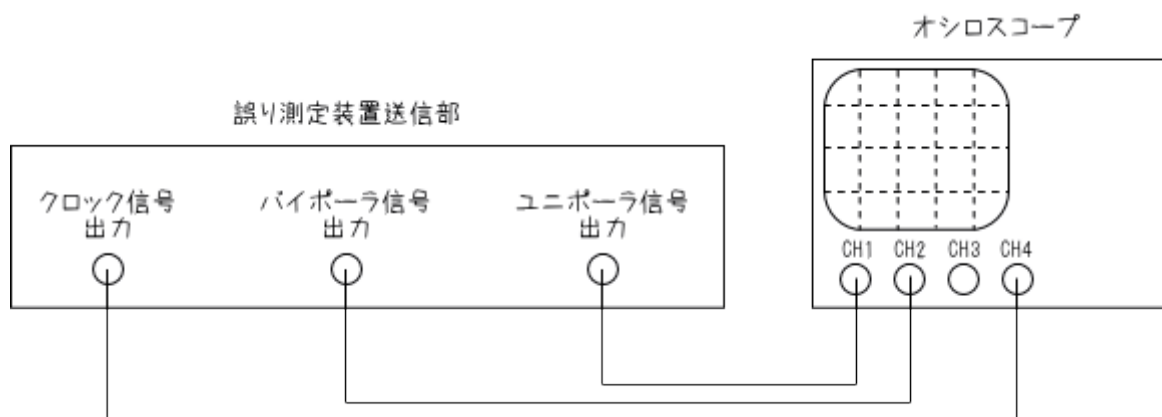 オシロスコープ
誤り測定装置送信部
クロック信号
出力
バイポーラ信号
出力
ユニポーラ信号
出力
CH1 CH2 CH3 CH4